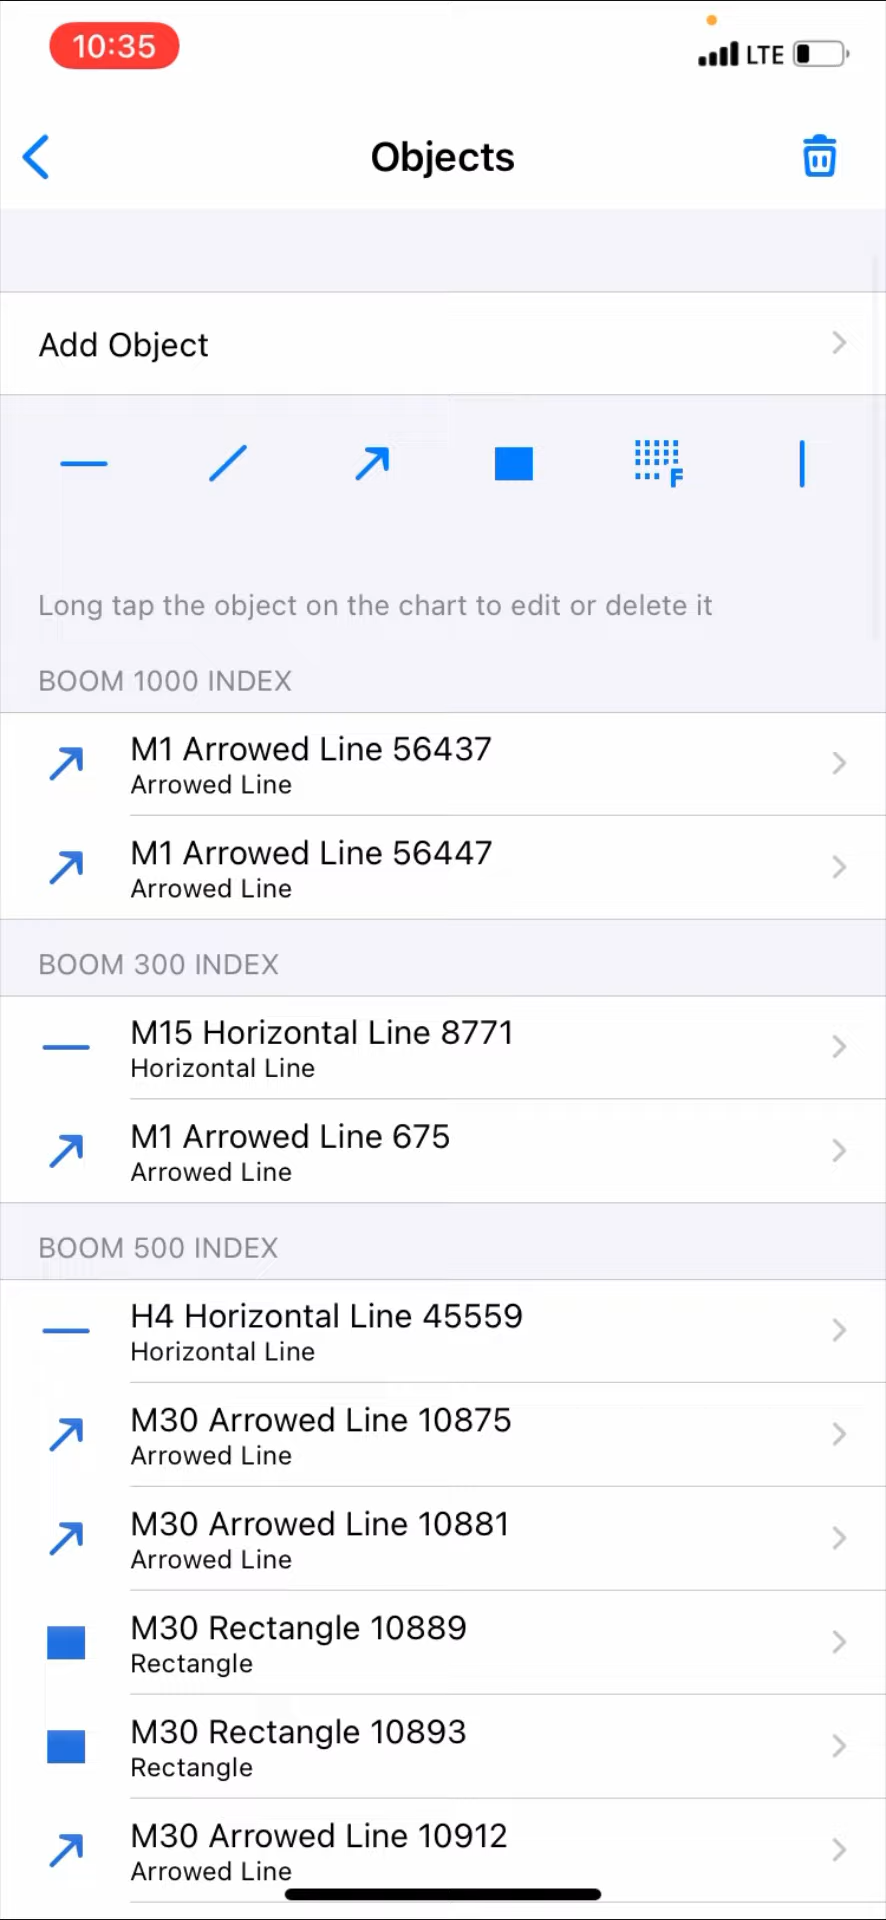 10:35
LTE
Objects
Add Object
F
Long tap the object on the chart to edit or delete it
BOOM 1000 INDEX
M1 Arrowed Line 56437
Arrowed Line
M1 Arrowed Line 56447
Arrowed Line
BOOM 300 INDEX
M15 Horizontal Line 8771
Horizontal Line
M1 Arrowed Line 675
Arrowed Line
BOOM 500 INDEX
H4 Horizontal Line 45559
Horizontal Line
M30 Arrowed Line 10875
Arrowed Line
M30 Arrowed Line 10881
Arrowed Line
M30 Rectangle 10889
Rectangle
M30 Rectangle 10893
Rectangle
M30 Arrowed Line 10912
Arrowed Line